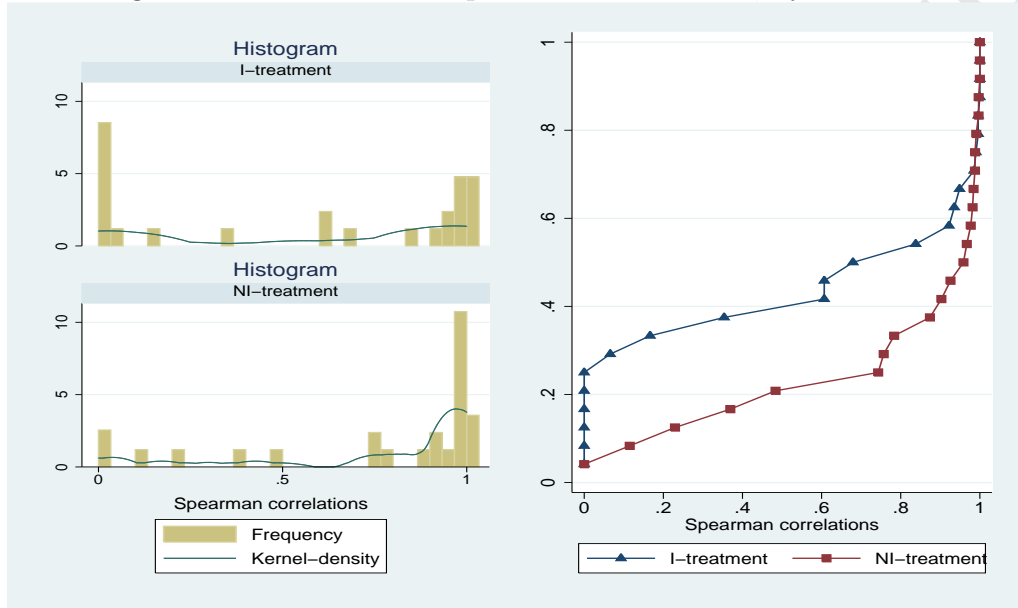 Histogram
I−treatment
10
5
0
Histogram
NI−treatment
10
5
0
0
.5
1
Spearman correlations
Frequency
Kernel−density
1
.8
.6
.4
.2
0
0
.2
.4
.6
.8
1
Spearman correlations
I−treatment
NI−treatment